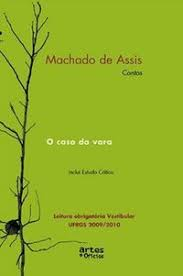 Machado de Assis
Contos
O caso da vara
Inclui Estudo Crítico
Leitura obrigatória Vestibular
UFRGS 2009/2010
artes
e Ofícios